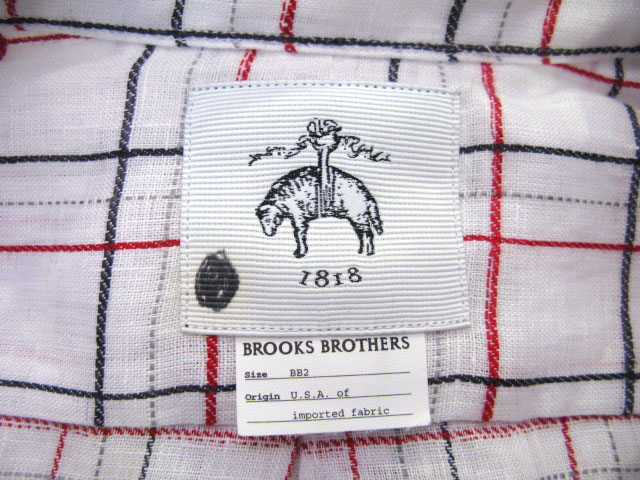 1818
BROOKS BROTHERS
Size BB2
Origin U.S.A. of
imported fabric